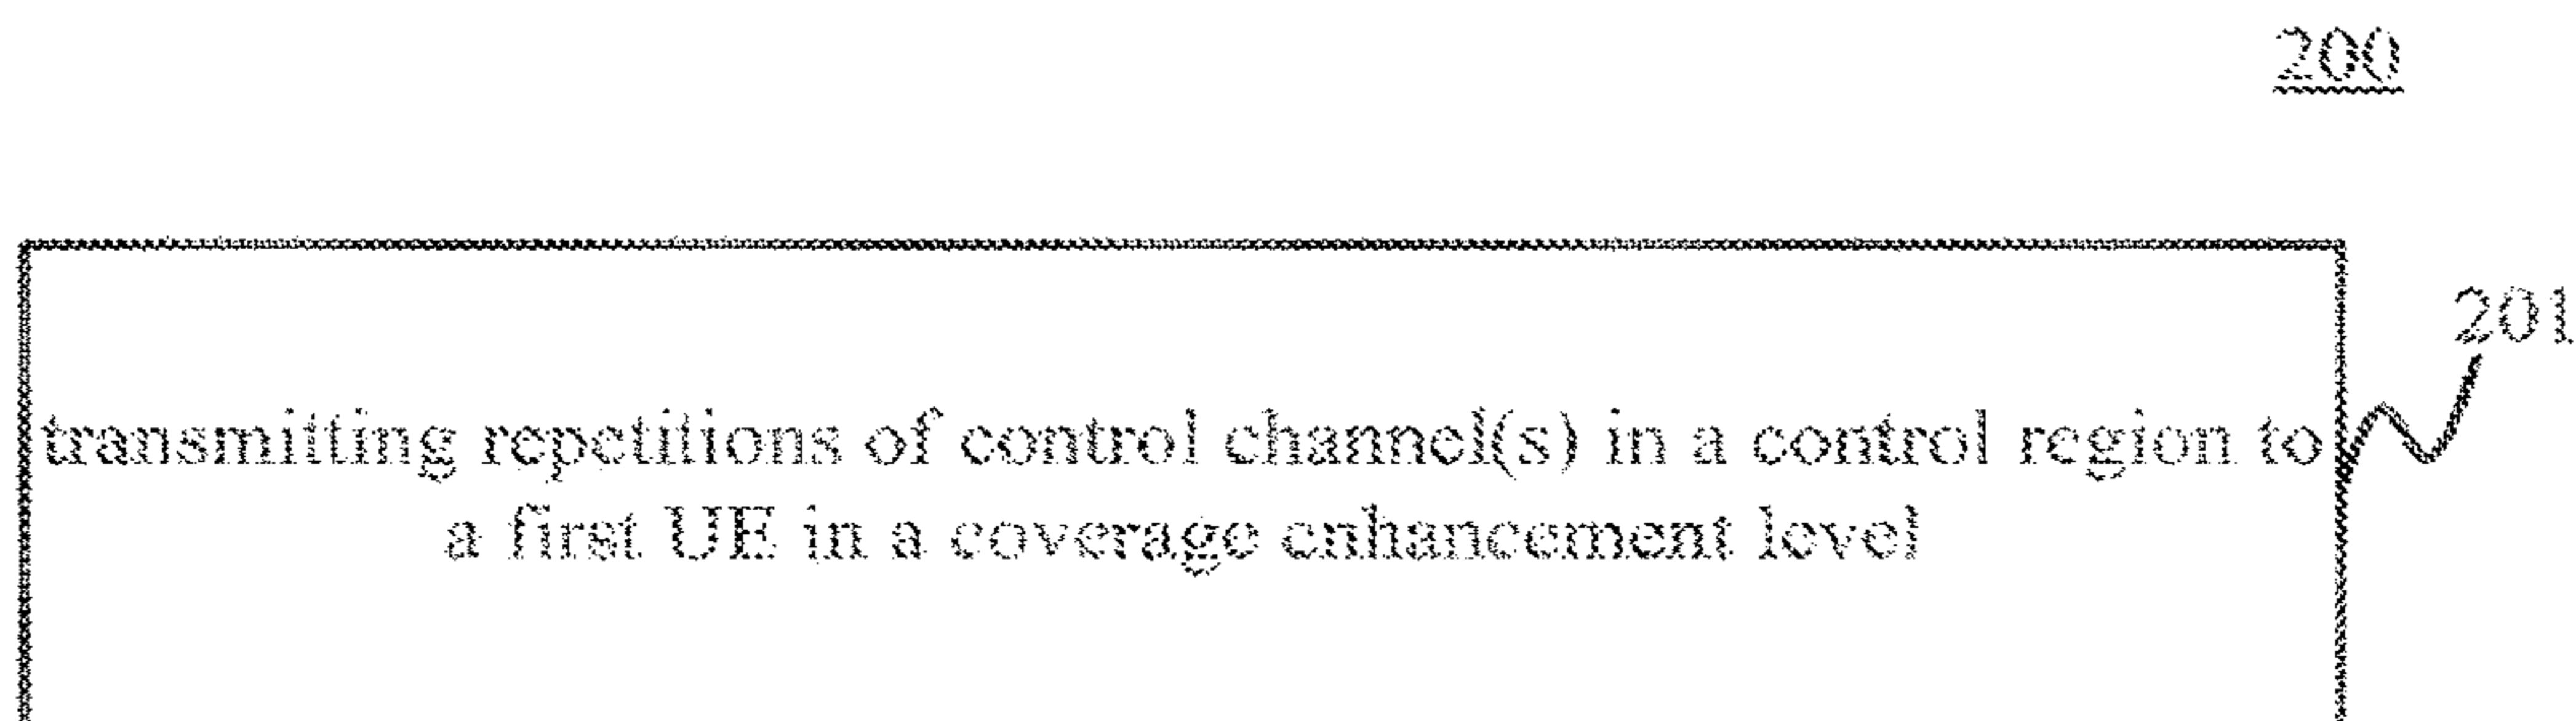 200
201
transmitting repetitions of control channel(s) in a control region to
a first UE in a coverage enhancement level